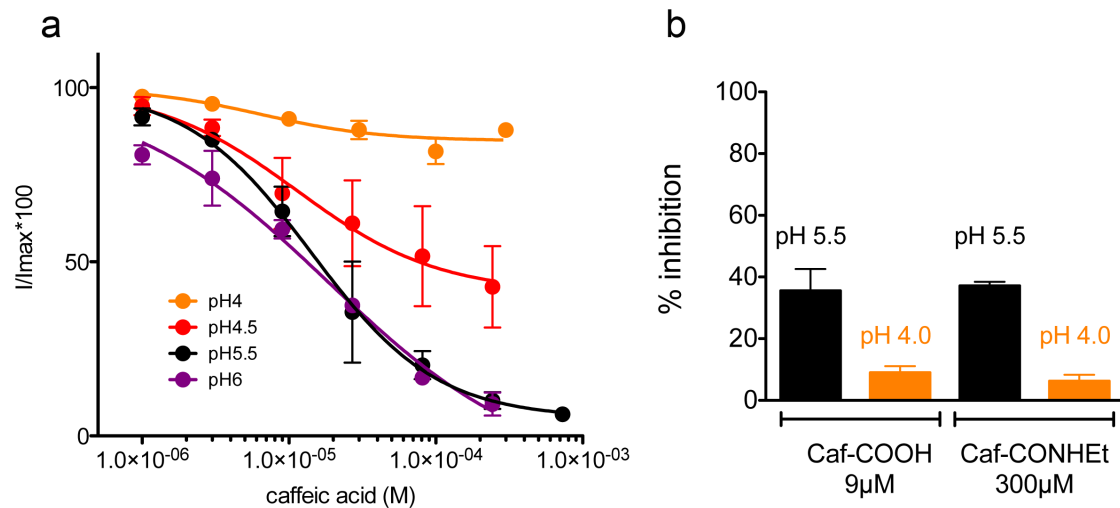 a
I/Imax*100
100
50
0
pH4
pH4.5
pH5.5
pH6
1.0×10-06
1.0×10-05
1.0×10-04
1.0×10-03
caffeic acid (M)
b
% inhibition
100
80
60
40
20
0
pH 5.5
pH 4.0
pH 5.5
pH 4.0
Caf-COOH
9µM
Caf-CONHEt
300µM